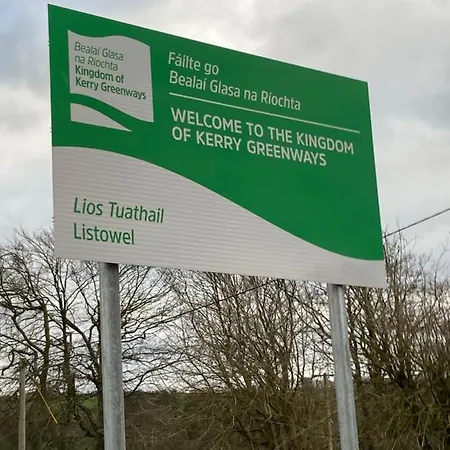 Bealaí Glasa
na Ríochta
Kingdom of
Kerry Greenways
Fáilte go
Bealaí Glasa na Ríochta
WELCOME TO THE KINGDOM
OF KERRY GREENWAYS
Lios Tuathail
Listowel